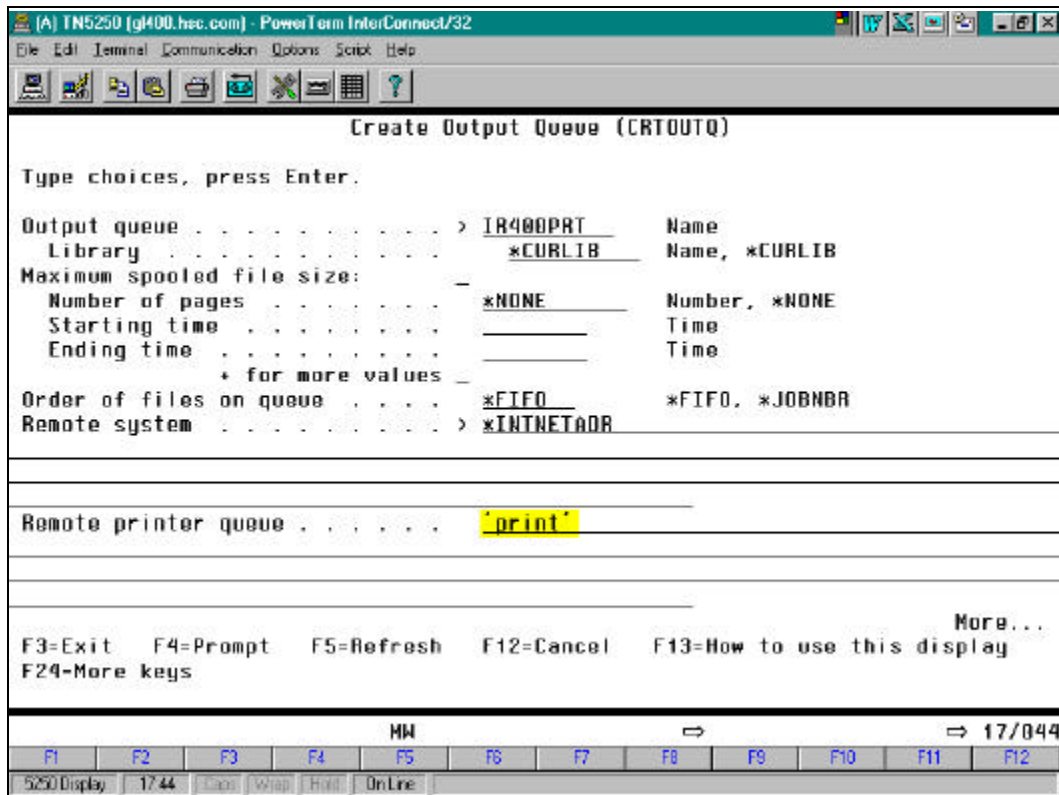 (A) TN5250 (gl400.hsc.com) - PowerTerm InterConnect/32
File Edit Terminal Communication Options Script Help
Create Output Queue (CRTOUTQ)
Type choices, press Enter.
Output queue . . . . . . . . . . > IR400PRT Name
Library . . . . . . . . . . *CURLIB Name, *CURLIB
Maximum spooled file size: _
Number of pages . . . . . . *NONE Number, *NONE
Starting time . . . . . . . Time
Ending time . . . . . . . . Time
+ for more values _
Order of files on queue . . . . *FIFO *FIFO, *JOBNBR
Remote system . . . . . . . . . > *INTNETADR
Remote printer queue . . . . . . 'print'
More...
F3=Exit F4=Prompt F5=Refresh F12=Cancel F13=How to use this display
F24=More keys
MW ⇨ ⇨ 17/044
F1 F2 F3 F4 F5 F6 F7 F8 F9 F10 F11 F12
5250 Display 17:44 Caps Wrap Hold On Line